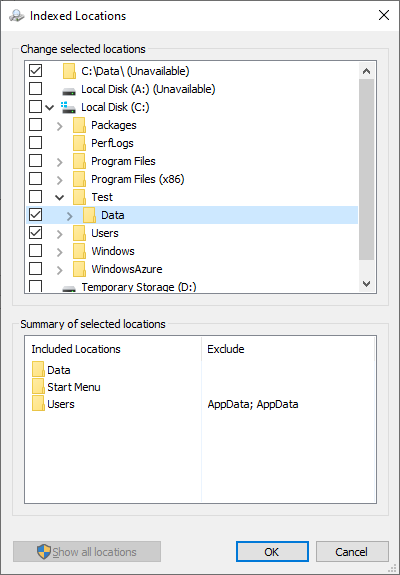 Indexed Locations
Change selected locations
C:\Data\ (Unavailable)
Local Disk (A:) (Unavailable)
Local Disk (C:)
Packages
PerfLogs
Program Files
Program Files (x86)
Test
Data
Users
Windows
WindowsAzure
Temporary Storage (D:)
Summary of selected locations
Included Locations Exclude
Data
Start Menu
Users AppData; AppData
Show all locations OK Cancel